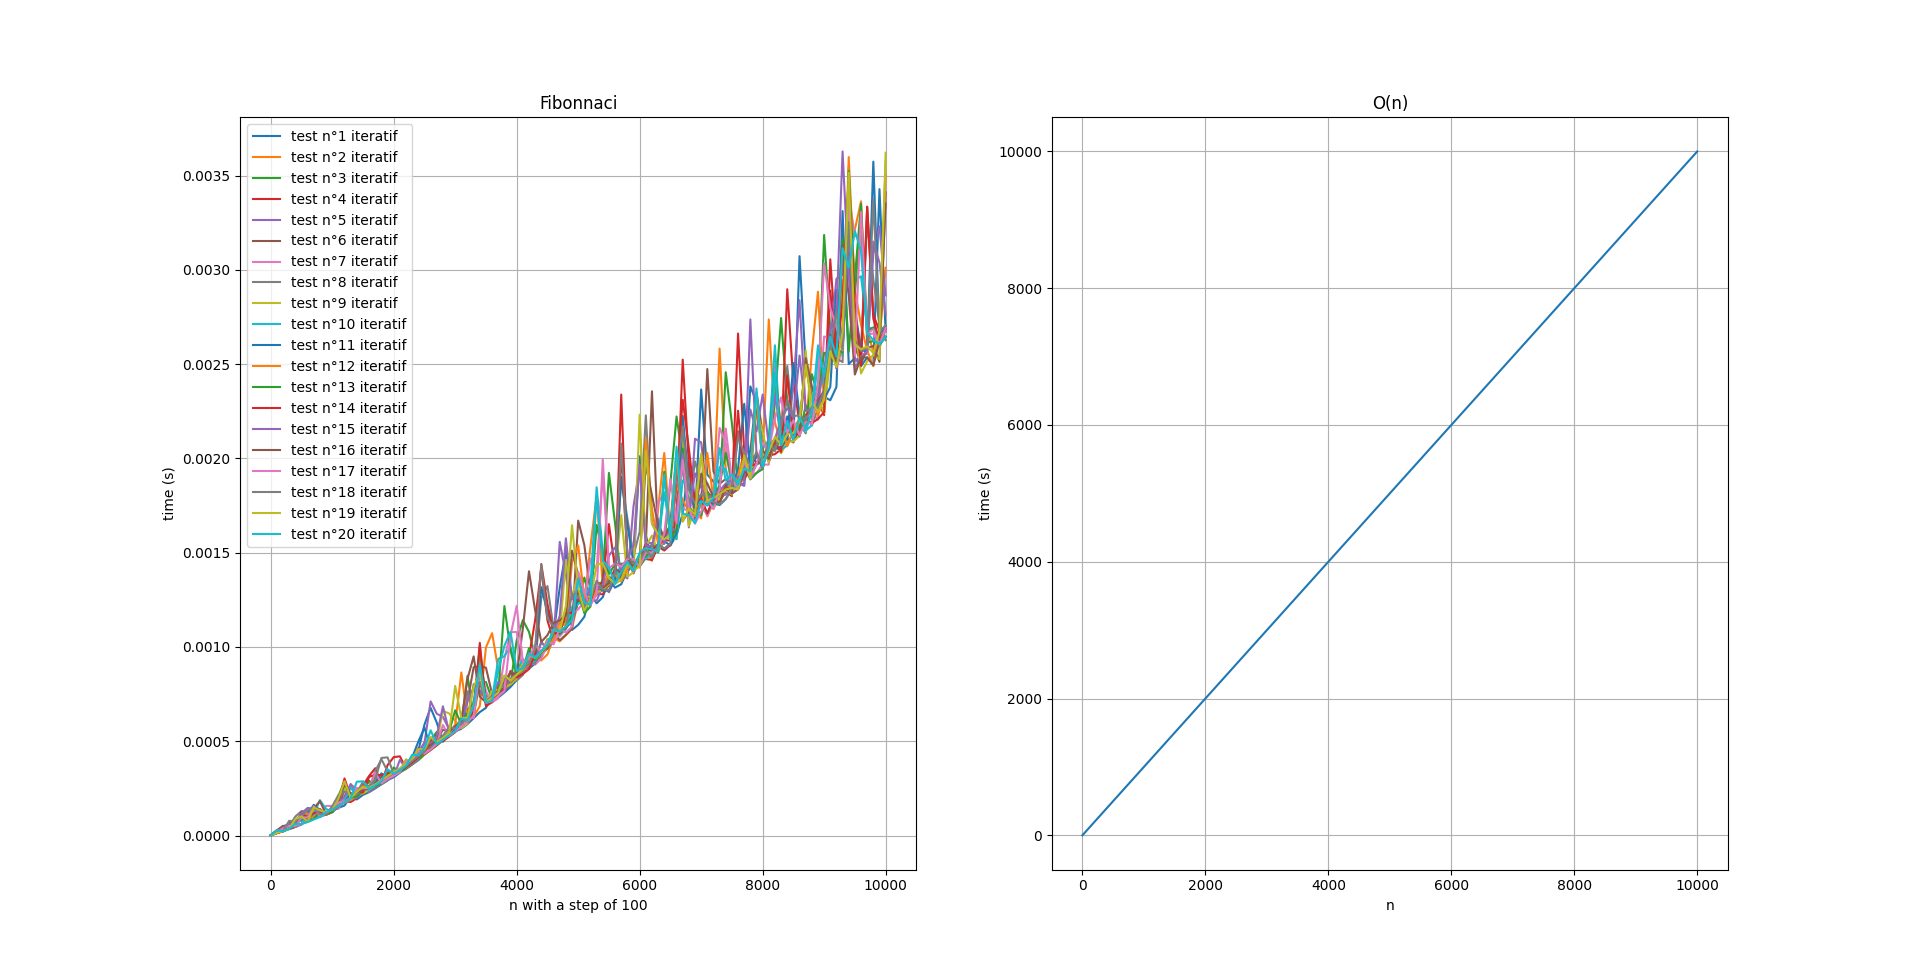 Fibonnaci
test n°1 iteratif
test n°2 iteratif
test n°3 iteratif
test n°4 iteratif
test n°5 iteratif
test n°6 iteratif
test n°7 iteratif
test n°8 iteratif
test n°9 iteratif
test n°10 iteratif
test n°11 iteratif
test n°12 iteratif
test n°13 iteratif
test n°14 iteratif
test n°15 iteratif
test n°16 iteratif
test n°17 iteratif
test n°18 iteratif
test n°19 iteratif
test n°20 iteratif
0.0035
0.0030
0.0025
0.0020
0.0015
0.0010
0.0005
0.0000
time (s)
0 2000 4000 6000 8000 10000
n with a step of 100
O(n)
10000
8000
6000
4000
2000
0
time (s)
0 2000 4000 6000 8000 10000
n